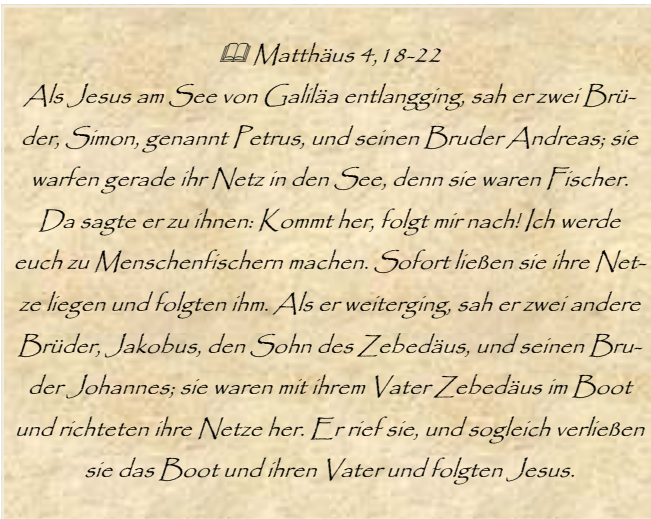 📖 Matthäus 4,18-22
Als Jesus am See von Galiläa entlangging, sah er zwei Brü-
der, Simon, genannt Petrus, und seinen Bruder Andreas; sie
warfen gerade ihr Netz in den See, denn sie waren Fischer.
Da sagte er zu ihnen: Kommt her, folgt mir nach! Ich werde
euch zu Menschenfischern machen. Sofort ließen sie ihre Net-
ze liegen und folgten ihm. Als er weiterging, sah er zwei andere
Brüder, Jakobus, den Sohn des Zebedäus, und seinen Bru-
der Johannes; sie waren mit ihrem Vater Zebedäus im Boot
und richteten ihre Netze her. Er rief sie, und sogleich verließen
sie das Boot und ihren Vater und folgten Jesus.